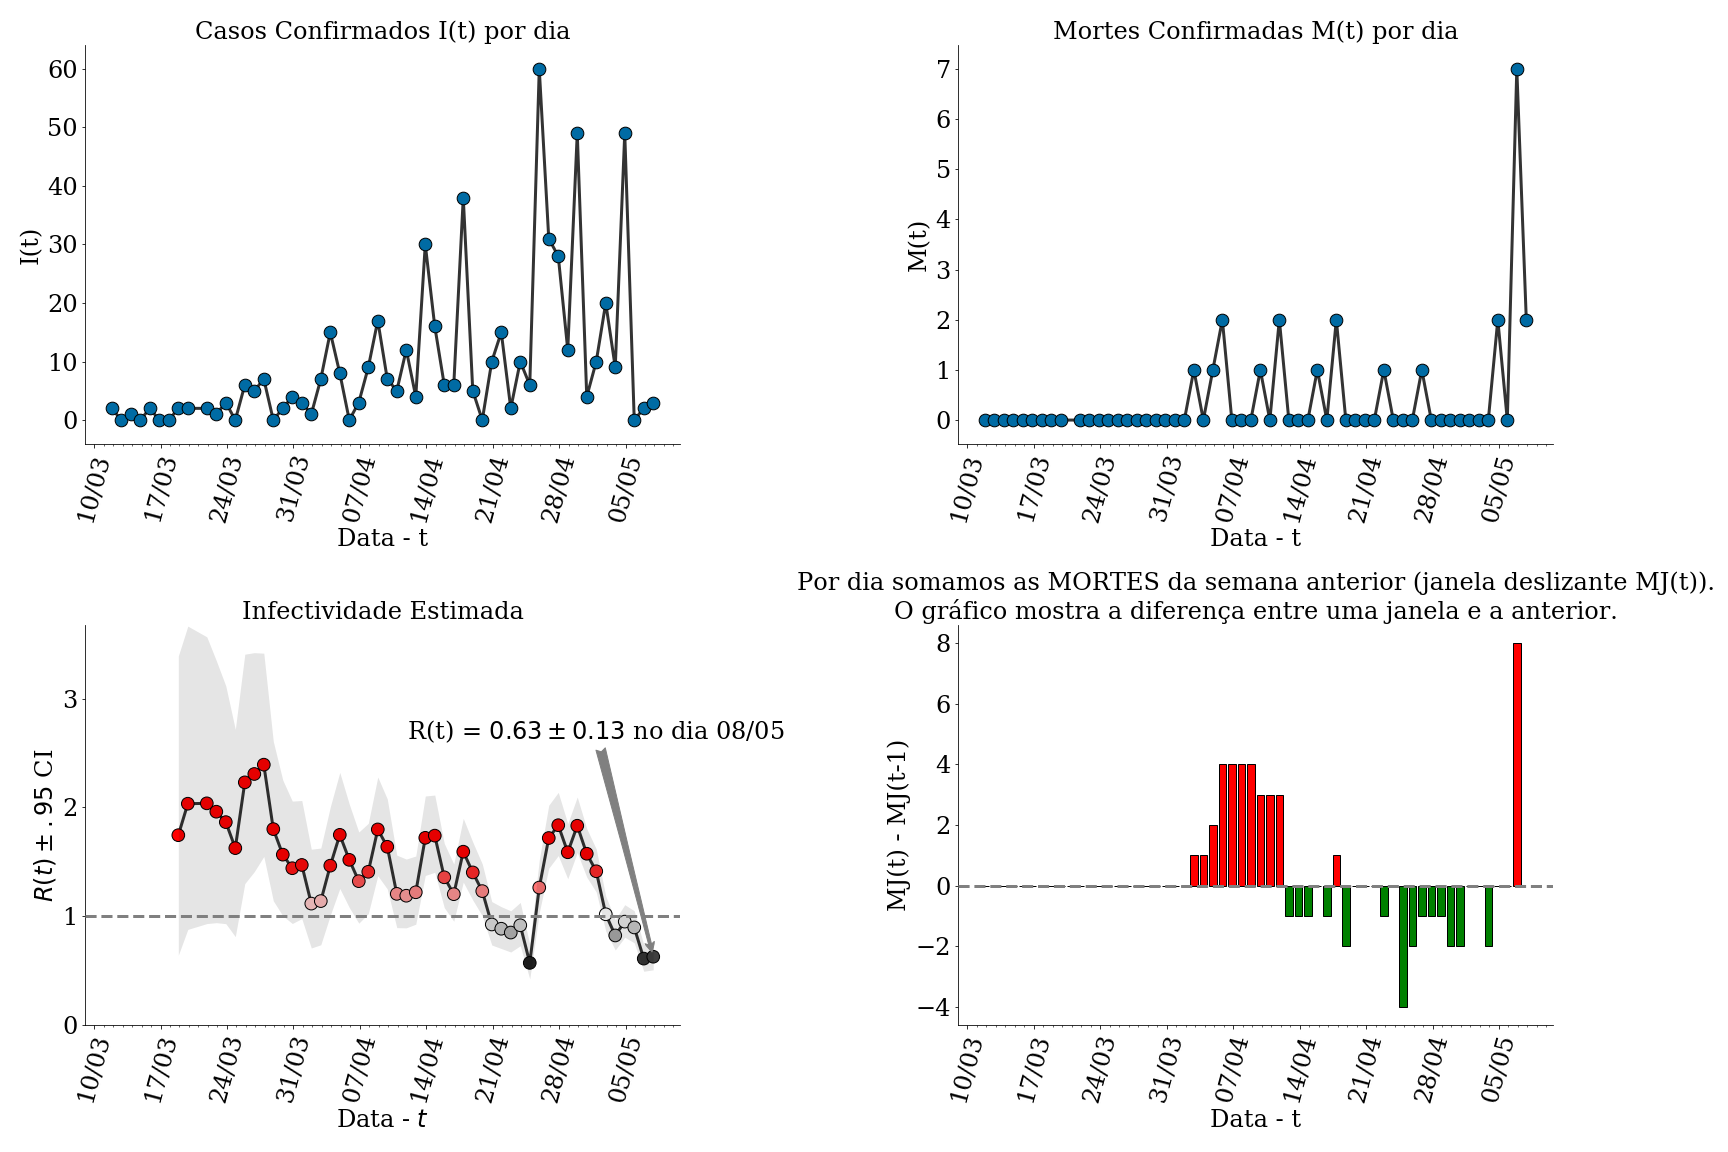 Casos Confirmados I(t) por dia
60
50
40
30
20
10
0
I(t)
10/03 17/03 24/03 31/03 07/04 14/04 21/04 28/04 05/05
Data - t
Mortes Confirmadas M(t) por dia
7
6
5
4
3
2
1
0
M(t)
10/03 17/03 24/03 31/03 07/04 14/04 21/04 28/04 05/05
Data - t
Infectividade Estimada
3
2
1
0
R(t) ± .95 CI
R(t) = 0.63 ± 0.13 no dia 08/05
10/03 17/03 24/03 31/03 07/04 14/04 21/04 28/04 05/05
Data - t
Por dia somamos as MORTES da semana anterior (janela deslizante MJ(t)).
O gráfico mostra a diferença entre uma janela e a anterior.
8
6
4
2
0
−2
−4
MJ(t) - MJ(t-1)
10/03 17/03 24/03 31/03 07/04 14/04 21/04 28/04 05/05
Data - t